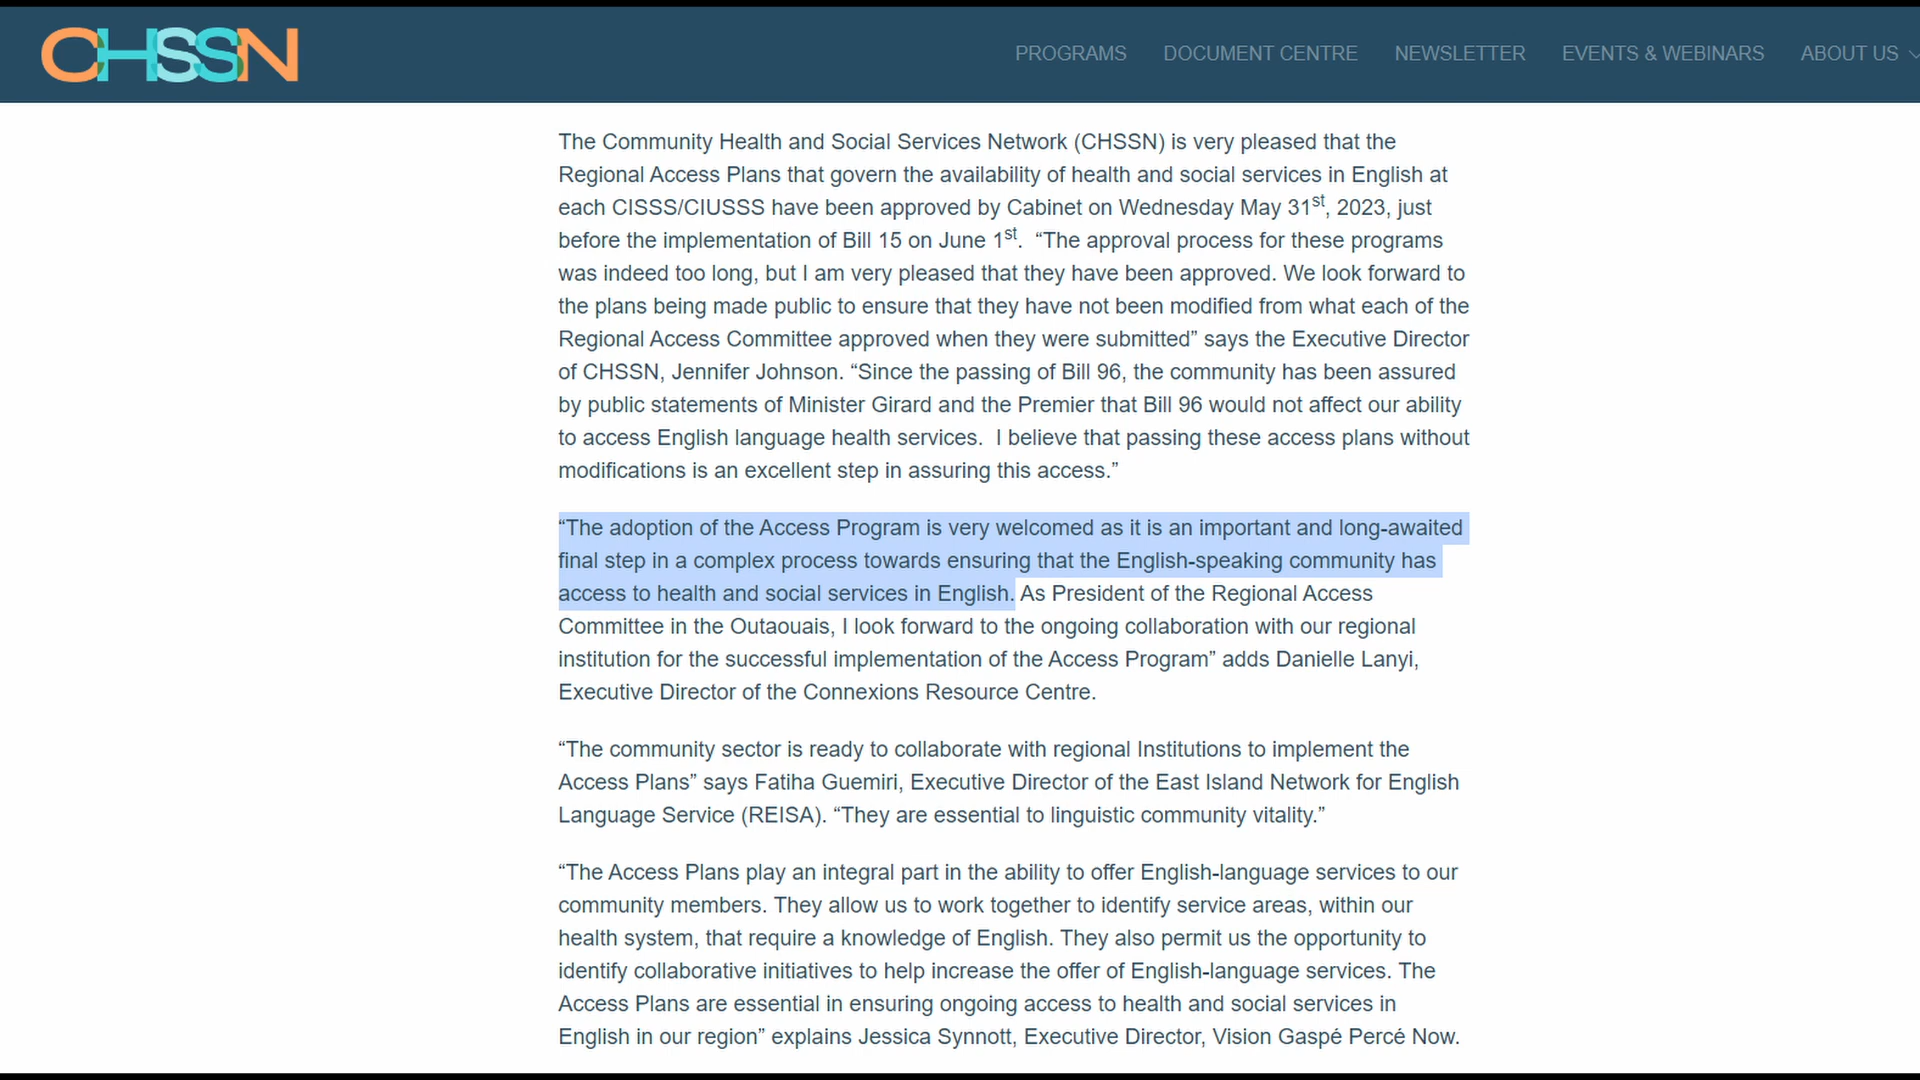 CHSSN
PROGRAMS DOCUMENT CENTRE NEWSLETTER EVENTS & WEBINARS ABOUT US
The Community Health and Social Services Network (CHSSN) is very pleased that the
Regional Access Plans that govern the availability of health and social services in English at
each CISSS/CIUSSS have been approved by Cabinet on Wednesday May 31st, 2023, just
before the implementation of Bill 15 on June 1st.  “The approval process for these programs
was indeed too long, but I am very pleased that they have been approved. We look forward to
the plans being made public to ensure that they have not been modified from what each of the
Regional Access Committee approved when they were submitted” says the Executive Director
of CHSSN, Jennifer Johnson. “Since the passing of Bill 96, the community has been assured
by public statements of Minister Girard and the Premier that Bill 96 would not affect our ability
to access English language health services.  I believe that passing these access plans without
modifications is an excellent step in assuring this access.”
“The adoption of the Access Program is very welcomed as it is an important and long-awaited
final step in a complex process towards ensuring that the English-speaking community has
access to health and social services in English. As President of the Regional Access
Committee in the Outaouais, I look forward to the ongoing collaboration with our regional
institution for the successful implementation of the Access Program” adds Danielle Lanyi,
Executive Director of the Connexions Resource Centre.
“The community sector is ready to collaborate with regional Institutions to implement the
Access Plans” says Fatiha Guemiri, Executive Director of the East Island Network for English
Language Service (REISA). “They are essential to linguistic community vitality.”
“The Access Plans play an integral part in the ability to offer English-language services to our
community members. They allow us to work together to identify service areas, within our
health system, that require a knowledge of English. They also permit us the opportunity to
identify collaborative initiatives to help increase the offer of English-language services. The
Access Plans are essential in ensuring ongoing access to health and social services in
English in our region” explains Jessica Synnott, Executive Director, Vision Gaspé Percé Now.